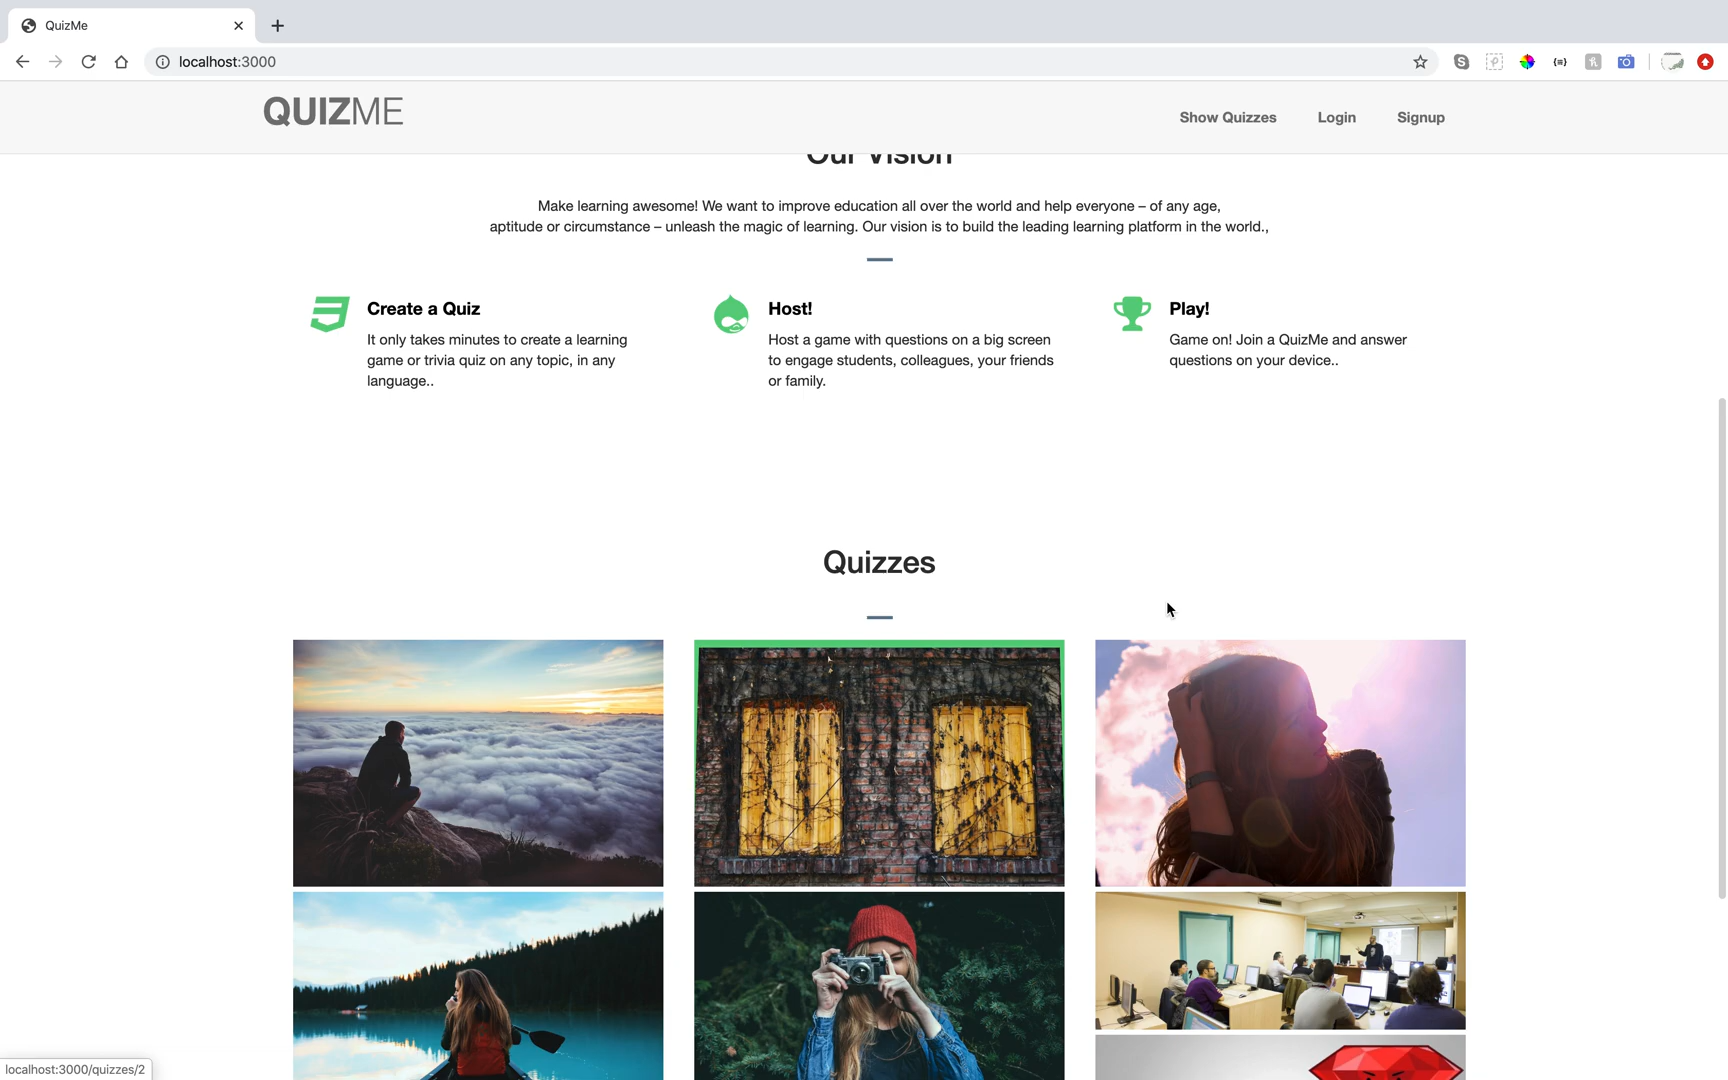 QuizMe
localhost:3000
QUIZME
Show Quizzes
Login
Signup
Our Vision
Make learning awesome! We want to improve education all over the world and help everyone – of any age,
aptitude or circumstance – unleash the magic of learning. Our vision is to build the leading learning platform in the world.,
Create a Quiz
It only takes minutes to create a learning
game or trivia quiz on any topic, in any
language..
Host!
Host a game with questions on a big screen
to engage students, colleagues, your friends
or family.
Play!
Game on! Join a QuizMe and answer
questions on your device..
Quizzes
localhost:3000/quizzes/2